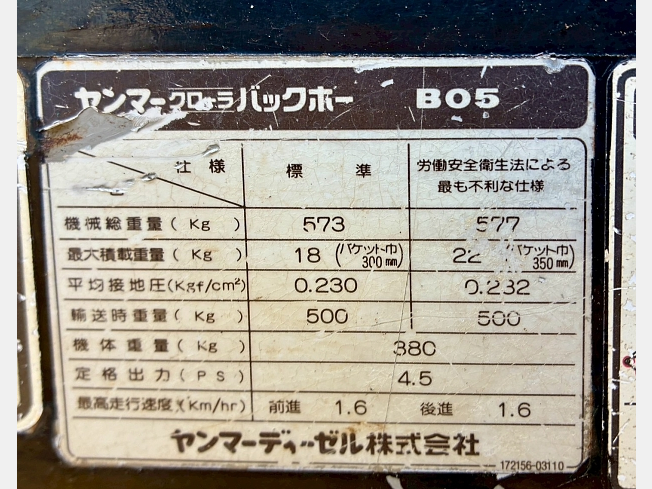 ヤンマークローラバックホー B05
仕様 標準 労働安全衛生法による
最も不利な仕様
機械総重量(Kg) 573 577
最大積載重量(Kg) 18 (バケット巾 300mm) 22 (バケット巾 350mm)
平均接地圧(Kgf/cm²) 0.230 0.232
輸送時重量(Kg) 500 500
機体重量(Kg) 380
定格出力(PS) 4.5
最高走行速度(Km/hr) 前進 1.6 後進 1.6
ヤンマーディーゼル株式会社
172156-03110